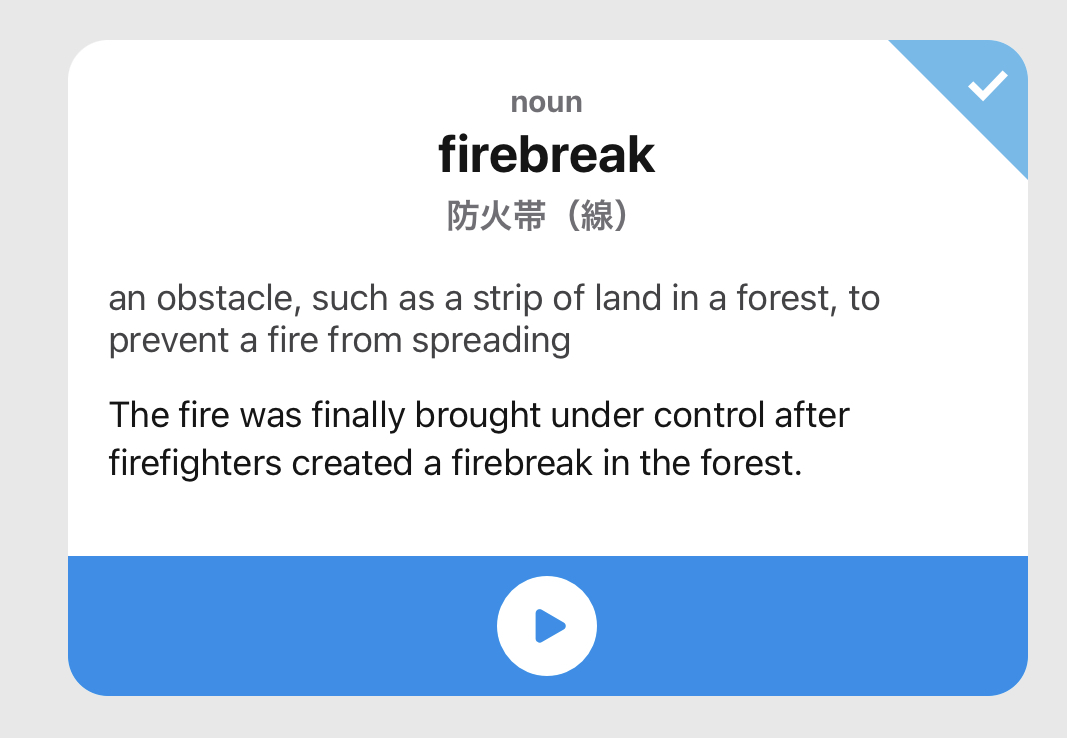 noun
firebreak
防火帯（線）
an obstacle, such as a strip of land in a forest, to
prevent a fire from spreading
The fire was finally brought under control after
firefighters created a firebreak in the forest.